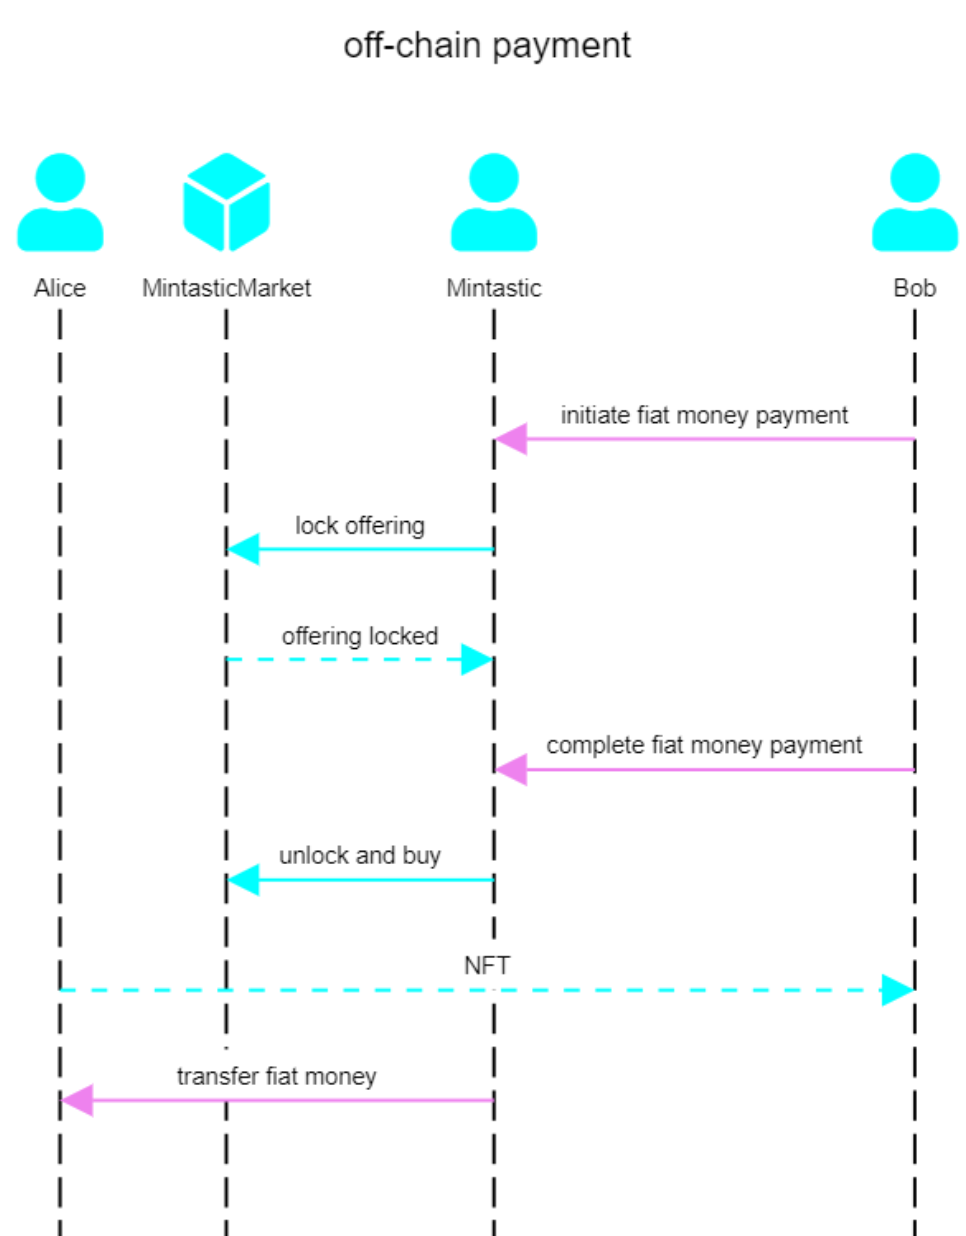 off-chain payment
Alice
MintasticMarket
Mintastic
Bob
initiate fiat money payment
lock offering
offering locked
complete fiat money payment
unlock and buy
NFT
transfer fiat money